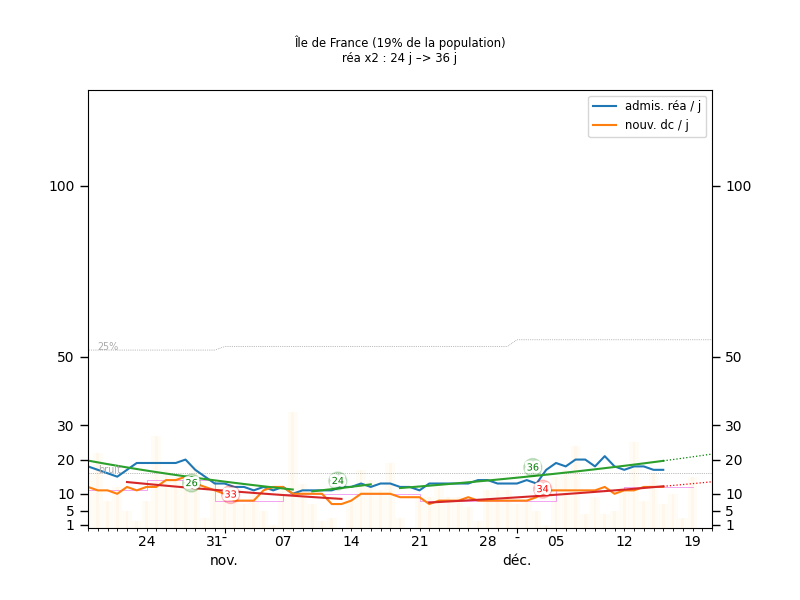 Île de France (19% de la population)
réa x2 : 24 j –> 36 j
admis. réa / j
nouv. dc / j
100 100
25%
50 50
30 30
20 20
bruit
26 24 36
33 34
10 10
5 5
1 1
24 31 07 14 21 28 05 12 19
nov. déc.